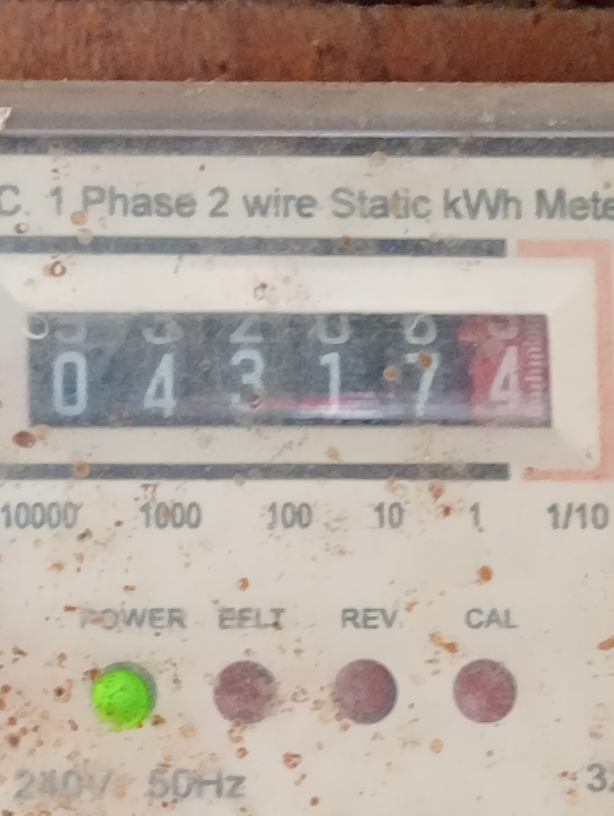 C. 1 Phase 2 wire Static kWh Mete
0 4 3 1 7 4
10000 1000 100 10 1 1/10
POWER EELT REV. CAL
240V 50Hz 3